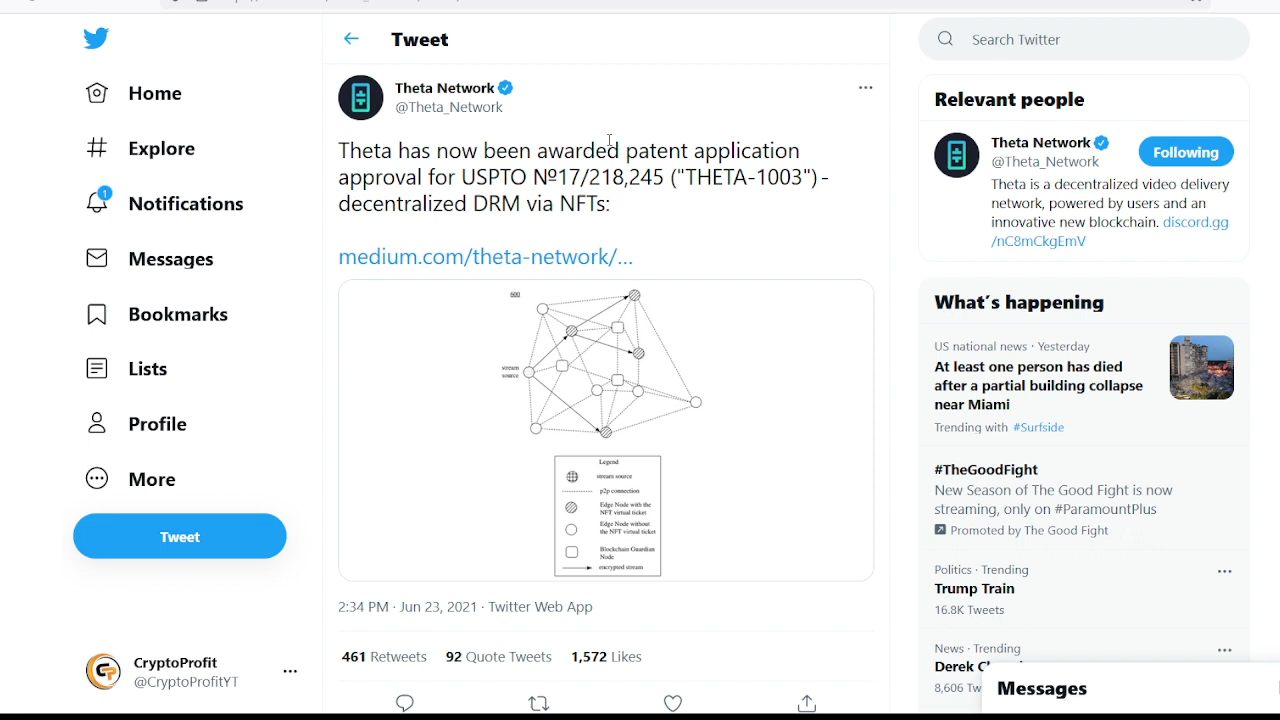 Home
Explore
1
Notifications
Messages
Bookmarks
Lists
Profile
More
Tweet
CryptoProfit
@CryptoProfitYT
Tweet
Theta Network
@Theta_Network
Theta has now been awarded patent application
approval for USPTO №17/218,245 ("THETA-1003") -
decentralized DRM via NFTs:
medium.com/theta-network/...
600
stream
source
Legend
stream source
p2p connection
Edge Node with the
NFT virtual ticket
Edge Node without
the NFT virtual ticket
Blockchain Guardian
Node
encrypted stream
2:34 PM · Jun 23, 2021 · Twitter Web App
461 Retweets 92 Quote Tweets 1,572 Likes
Search Twitter
Relevant people
Theta Network
@Theta_Network
Following
Theta is a decentralized video delivery
network, powered by users and an
innovative new blockchain. discord.gg
/nC8mCkgEmV
What's happening
US national news · Yesterday
At least one person has died
after a partial building collapse
near Miami
Trending with #Surfside
#TheGoodFight
New Season of The Good Fight is now
streaming, only on #ParamountPlus
Promoted by The Good Fight
Politics · Trending
Trump Train
16.8K Tweets
News · Trending
Derek
8,606
Messages